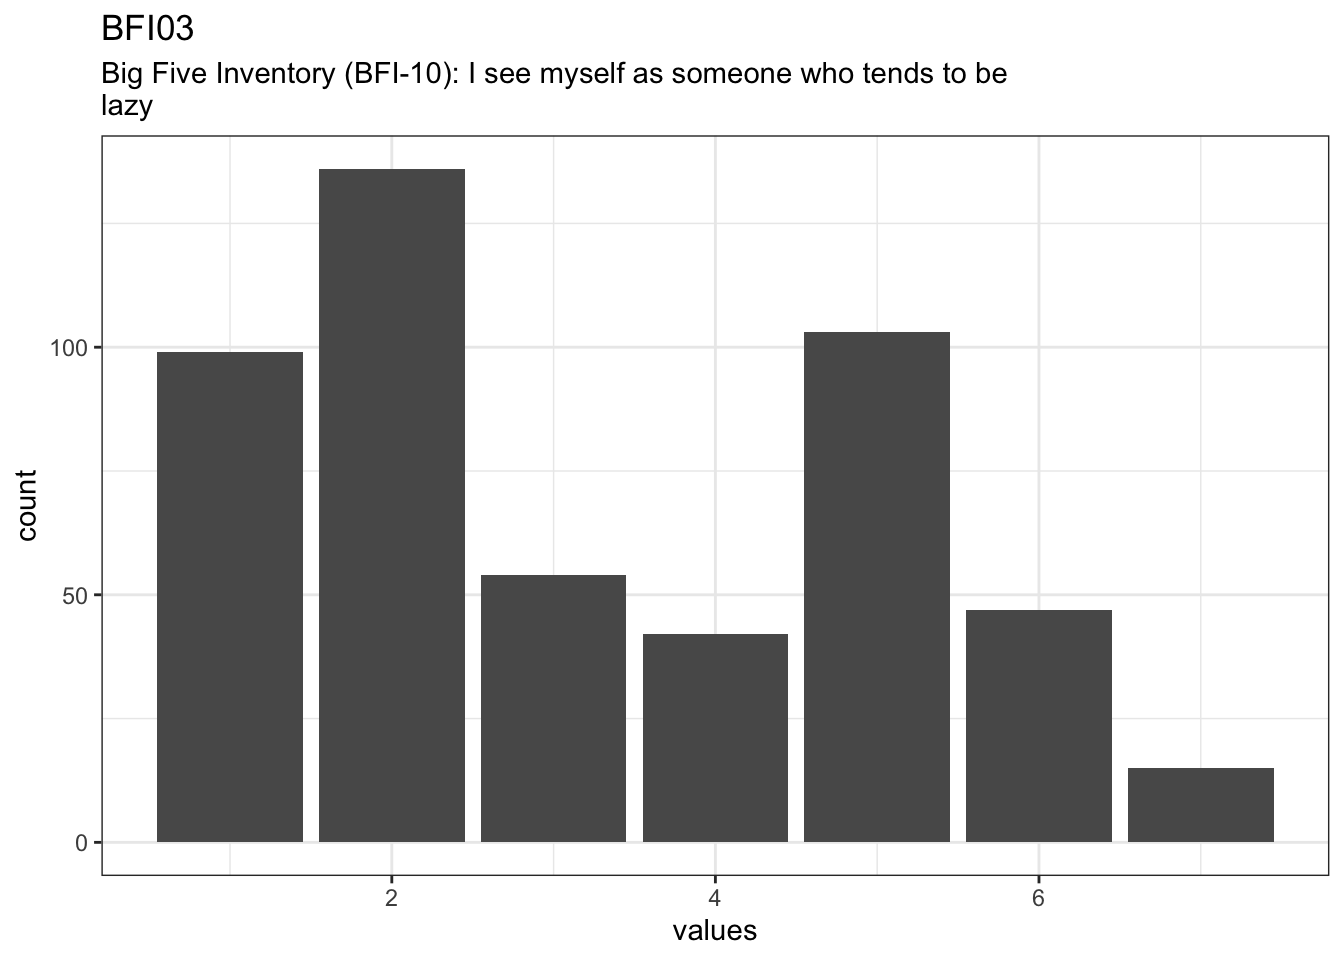 BFI03
Big Five Inventory (BFI-10): I see myself as someone who tends to be
lazy
100
50
0
count
2
4
6
values